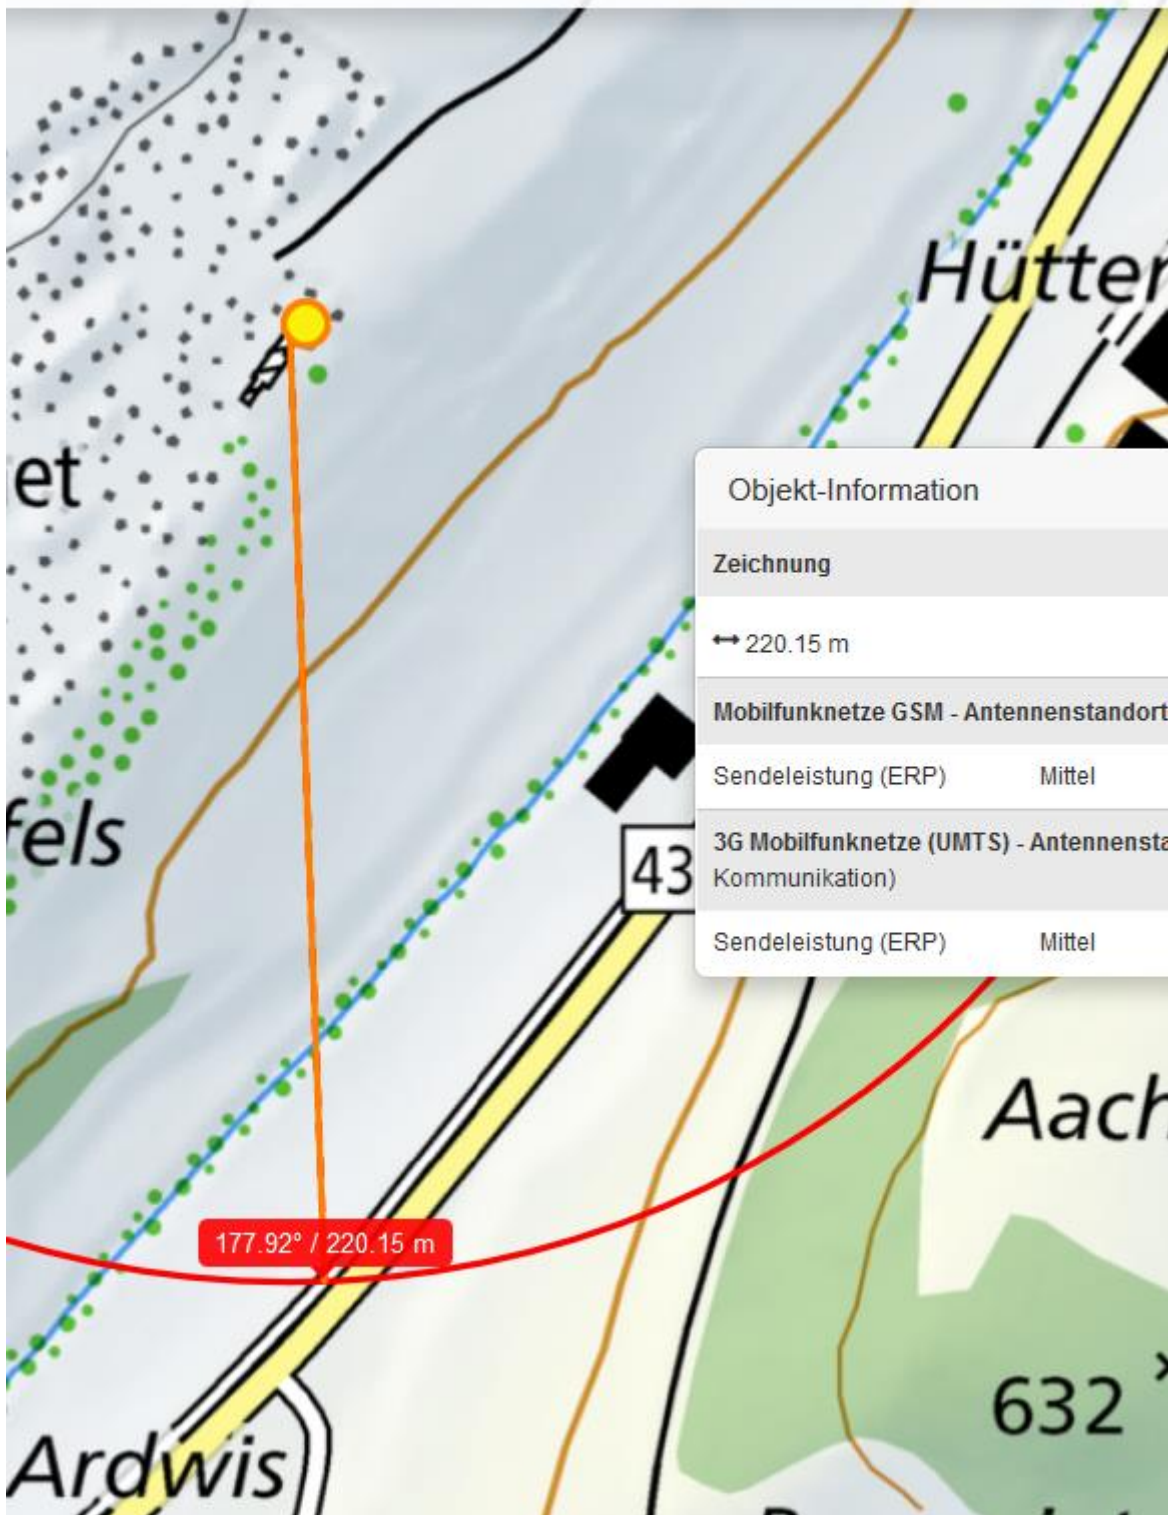 Hütter
et
Objekt-Information
Zeichnung
220.15 m
Mobilfunknetze GSM - Antennenstandort
Sendeleistung (ERP) Mittel
fels
43
3G Mobilfunknetze (UMTS) - Antennensta
Kommunikation)
Sendeleistung (ERP) Mittel
Aach
177.92° / 220.15 m
632
Ardwis